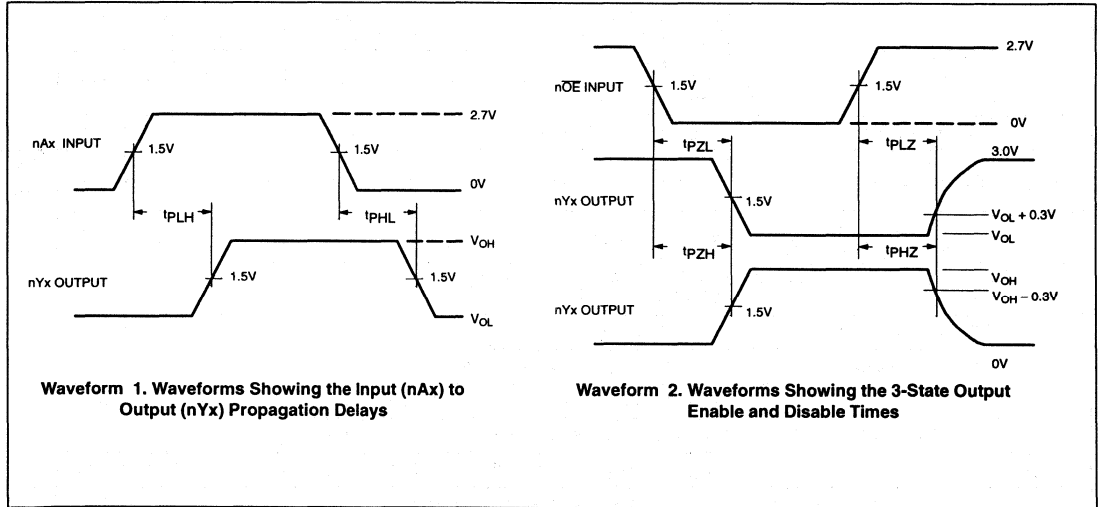 nAx INPUT
1.5V
1.5V
2.7V
0V
tPLH
tPHL
nYx OUTPUT
1.5V
1.5V
VOH
VOL
Waveform 1. Waveforms Showing the Input (nAx) to
Output (nYx) Propagation Delays
nOE INPUT
1.5V
1.5V
2.7V
0V
tPZL
tPLZ
3.0V
nYx OUTPUT
1.5V
VOL + 0.3V
VOL
tPZH
tPHZ
VOH
VOH – 0.3V
nYx OUTPUT
1.5V
0V
Waveform 2. Waveforms Showing the 3-State Output
Enable and Disable Times